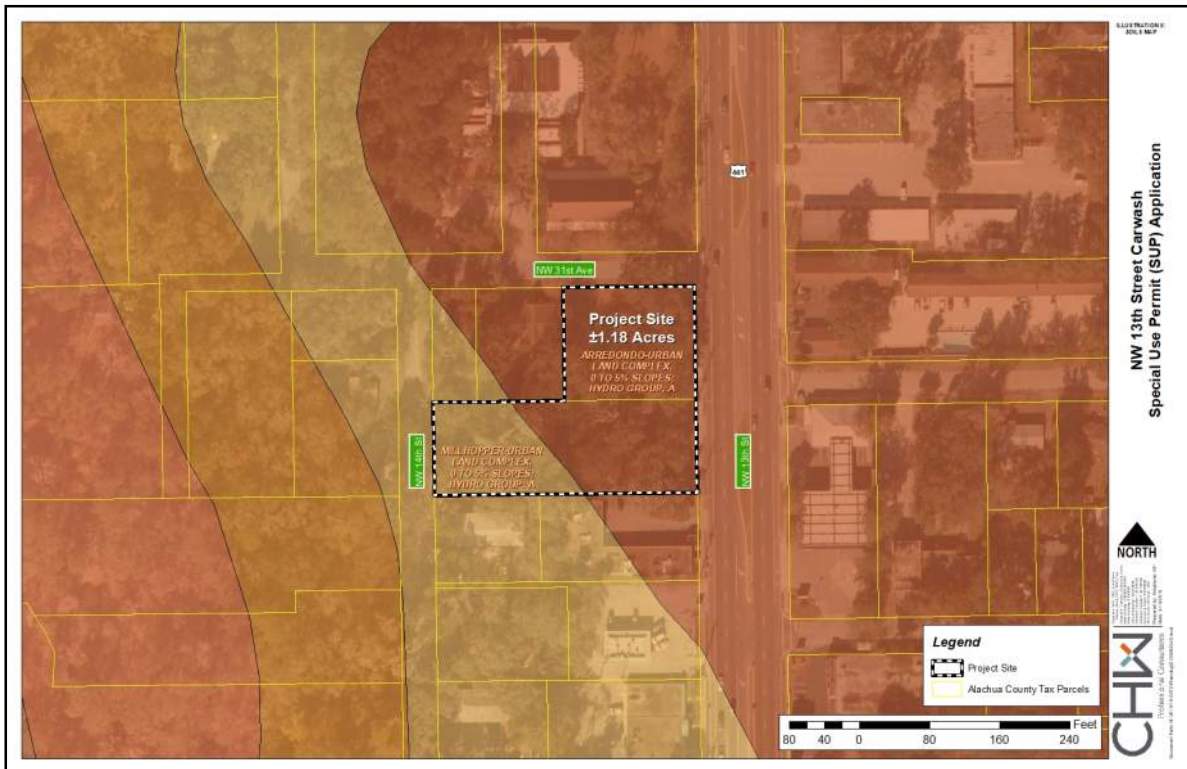 ILLUSTRATION E:
SOILS MAP
NW 13th Street Carwash
Special Use Permit (SUP) Application
441
NW 31st Ave
Project Site
±1.18 Acres
ARREDONDO-URBAN
LAND COMPLEX,
0 TO 5% SLOPES;
HYDRO GROUP: A
MILLHOPPER-URBAN
LAND COMPLEX,
0 TO 5% SLOPES;
HYDRO GROUP: A
NW 14th St
NW 13th St
NORTH
Legend
Project Site
Alachua County Tax Parcels
80 40 0 80 160 240 Feet
CHW
Professional Consultants